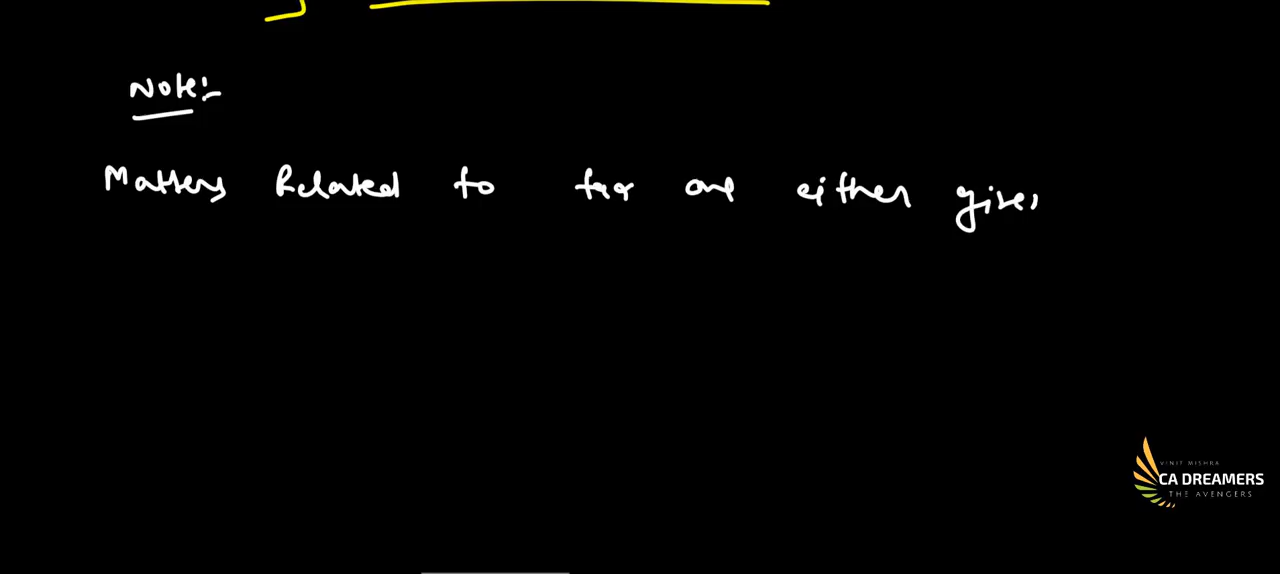 Note:-
Matters Related to tax are either given
VINIT MISHRA
CA DREAMERS
THE AVENGERS